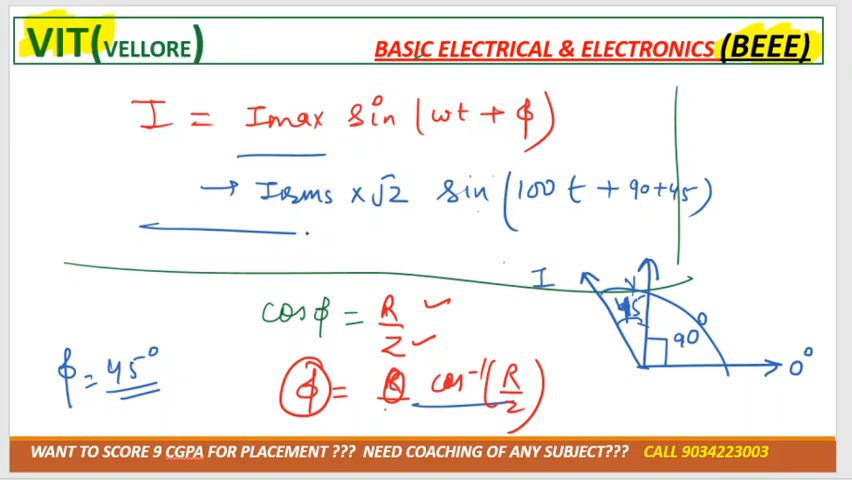 VIT(VELLORE)
BASIC ELECTRICAL & ELECTRONICS (BEEE)
I = Imax sin (ωt + ϕ)
→ Irms x √2 sin (100 t + 90+45)
I
V
45
90°
0°
cosϕ = R/Z
ϕ = cos⁻¹(R/Z)
ϕ = 45°
WANT TO SCORE 9 CGPA FOR PLACEMENT ??? NEED COACHING OF ANY SUBJECT??? CALL 9034223003